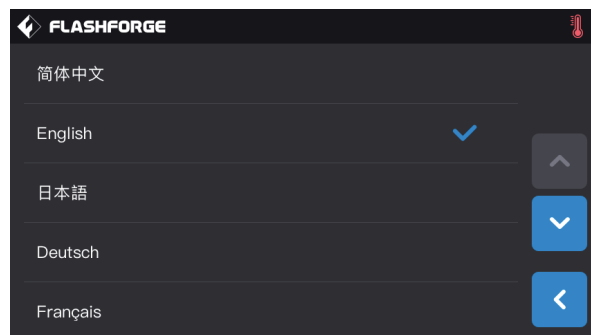 FLASHFORGE
简体中文
English
日本語
Deutsch
Français